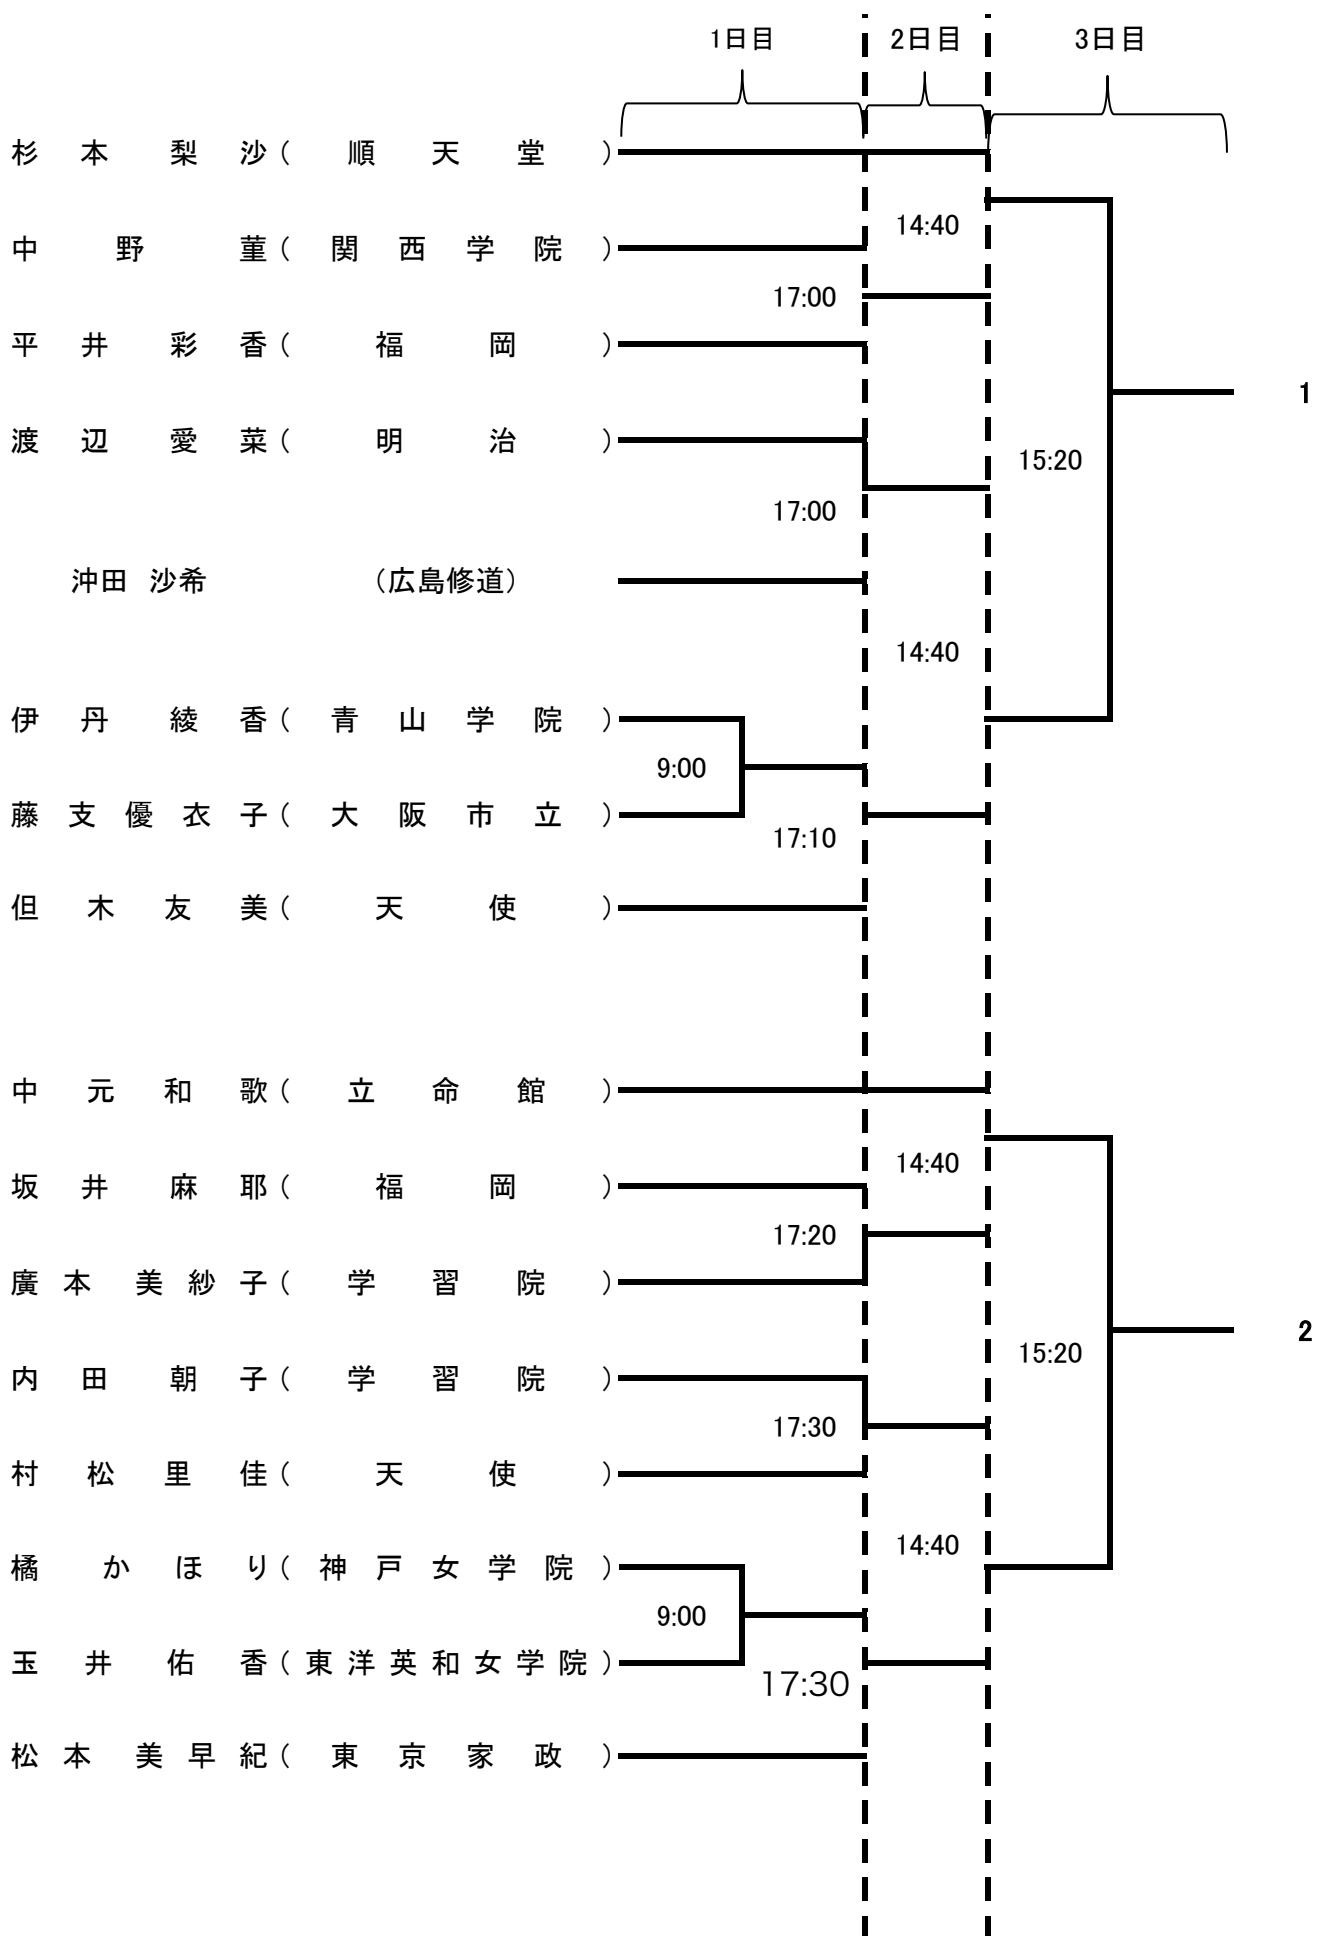 1日目 2日目 3日目
杉本梨沙(順天堂)
14:40
中野菫(関西学院)
17:00
平井彩香(福岡)
1
渡辺愛菜(明治)
15:20
17:00
沖田 沙希 (広島修道)
14:40
伊丹綾香(青山学院)
9:00
藤支優衣子(大阪市立)
17:10
但木友美(天使)
中元和歌(立命館)
14:40
坂井麻耶(福岡)
17:20
廣本美紗子(学習院)
2
15:20
内田朝子(学習院)
17:30
村松里佳(天使)
14:40
橘かほり(神戸女学院)
9:00
玉井佑香(東洋英和女学院)
17:30
松本美早紀(東京家政)